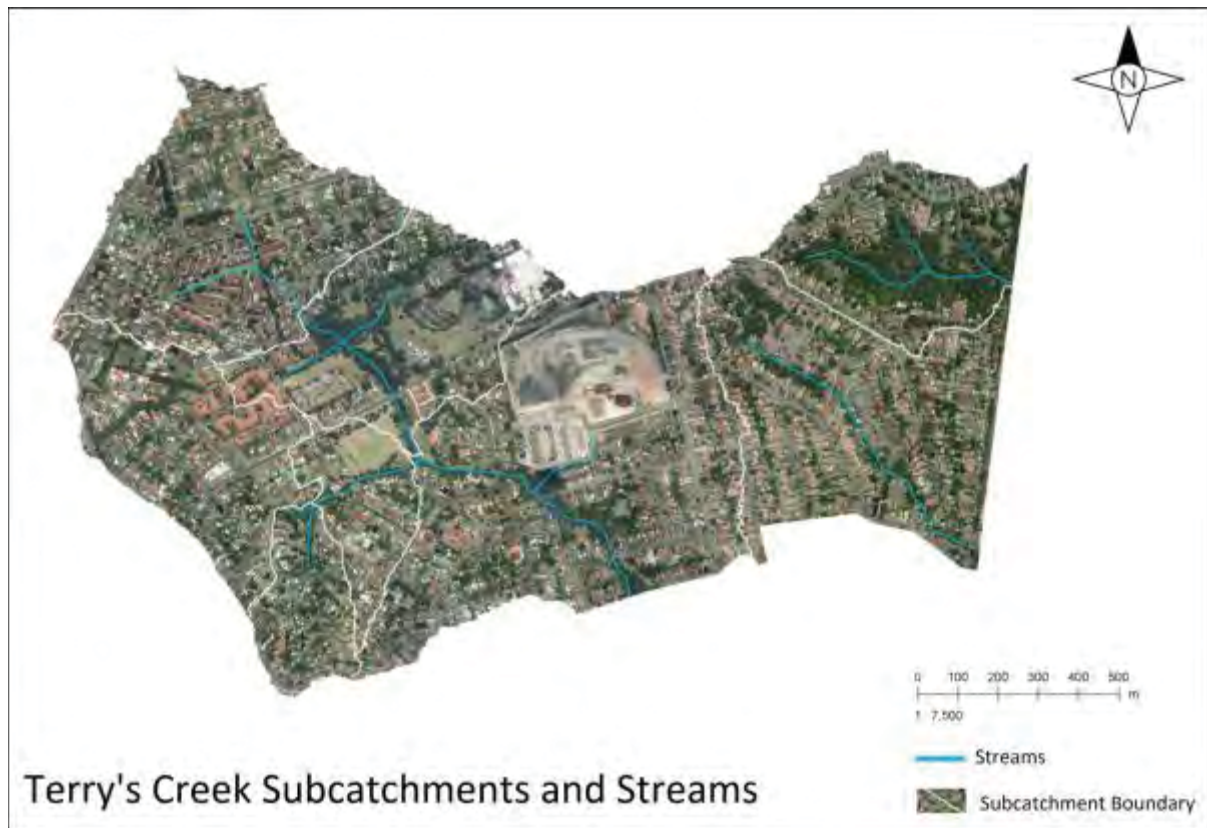 N
0 100 200 300 400 500
m
1 7,500
Streams
Subcatchment Boundary
Terry's Creek Subcatchments and Streams